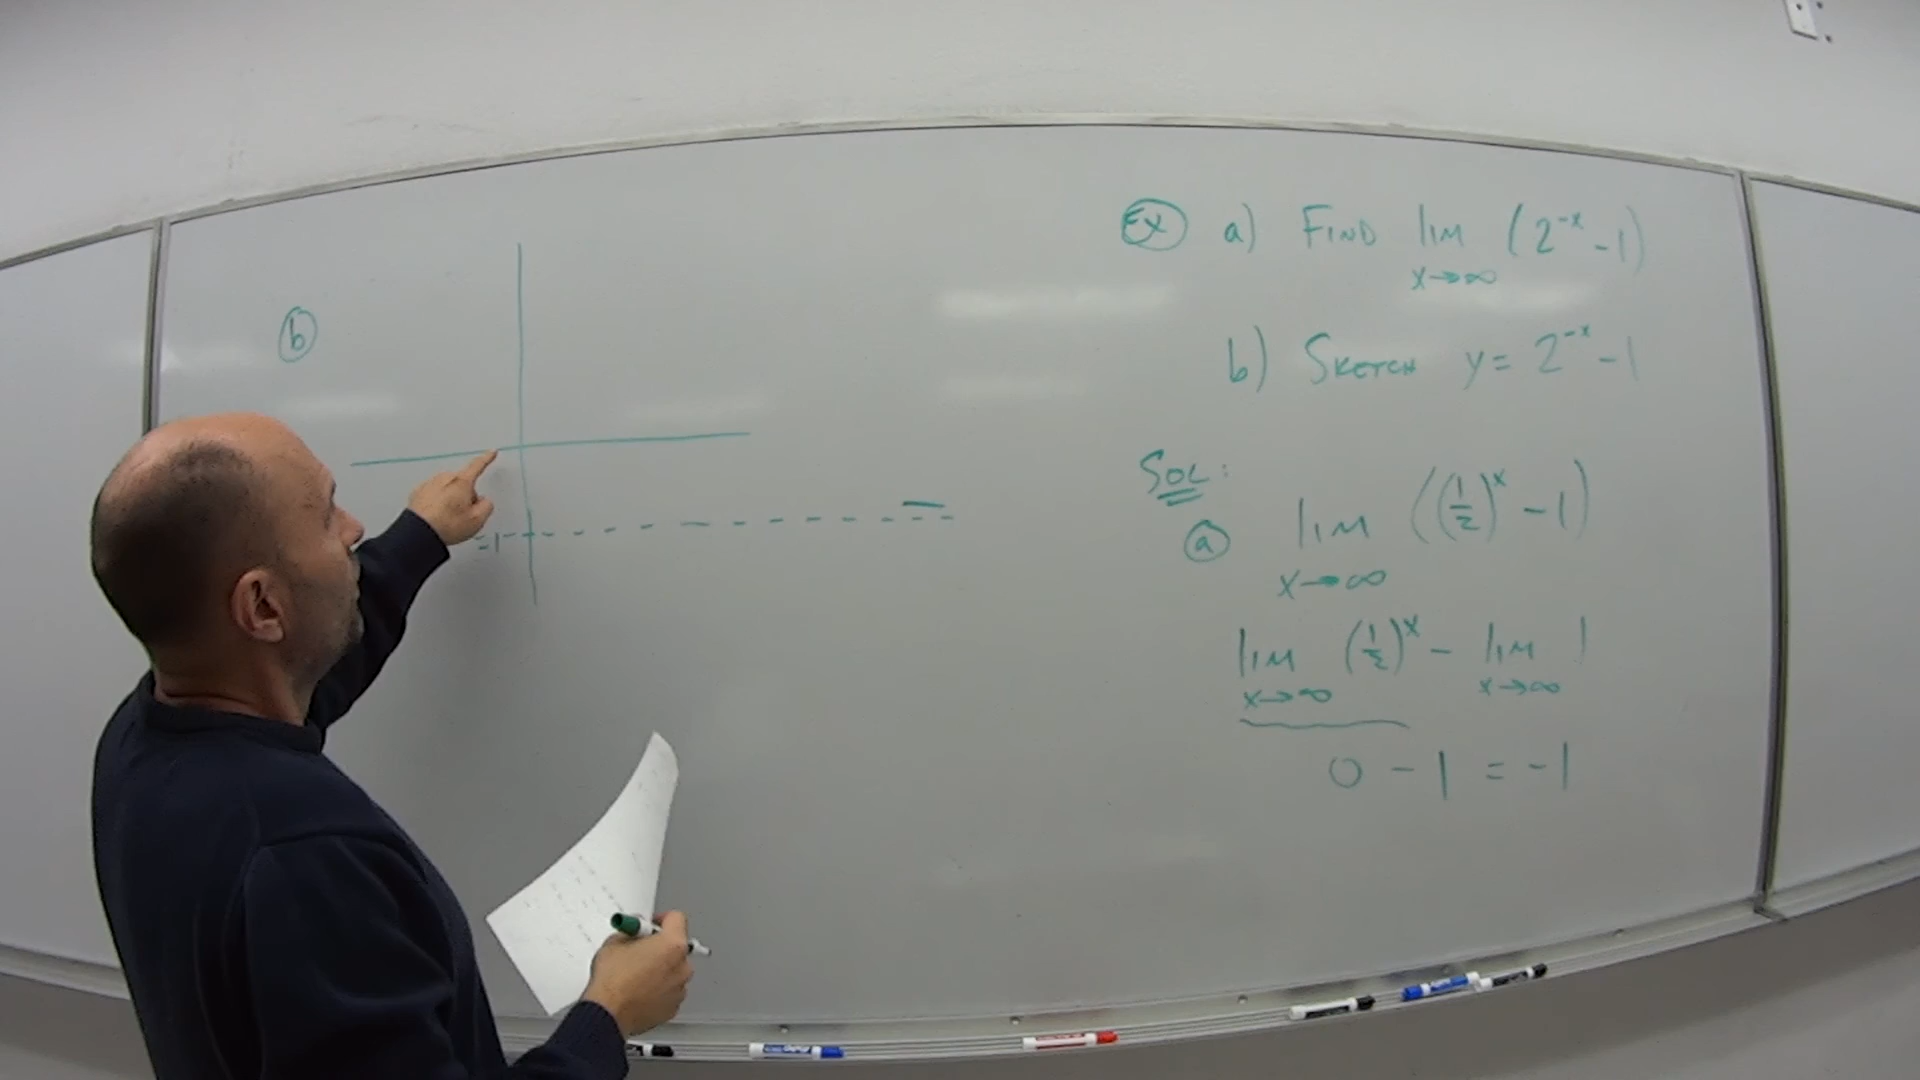 Ex a) FIND lim (2^-x - 1)
x→∞
b) SKETCH y = 2^-x - 1
SOL:
a lim ((1/2)^x - 1)
x→∞
lim (1/2)^x - lim 1
x→∞ x→∞
0 - 1 = -1
b
-1